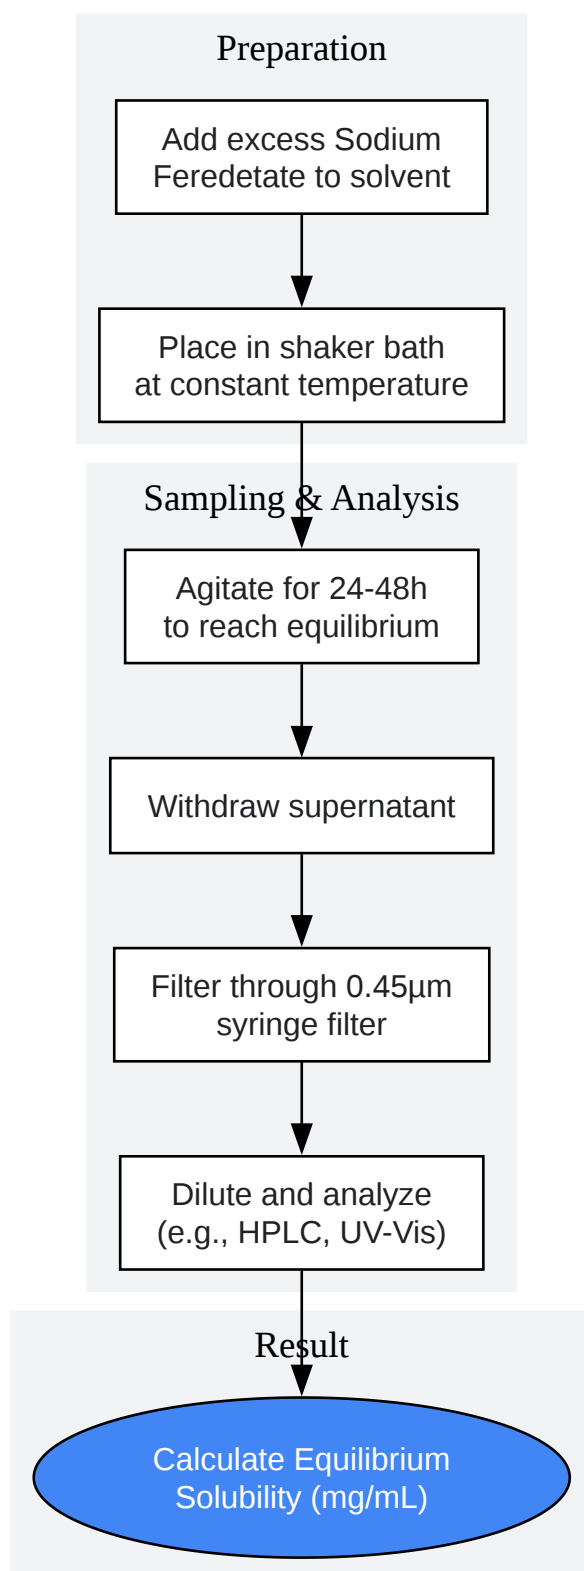 Preparation
Add excess Sodium
Feredetate to solvent
Place in shaker bath
at constant temperature
Sampling & Analysis
Agitate for 24-48h
to reach equilibrium
Withdraw supernatant
Filter through 0.45µm
syringe filter
Dilute and analyze
(e.g., HPLC, UV-Vis)
Result
Calculate Equilibrium
Solubility (mg/mL)